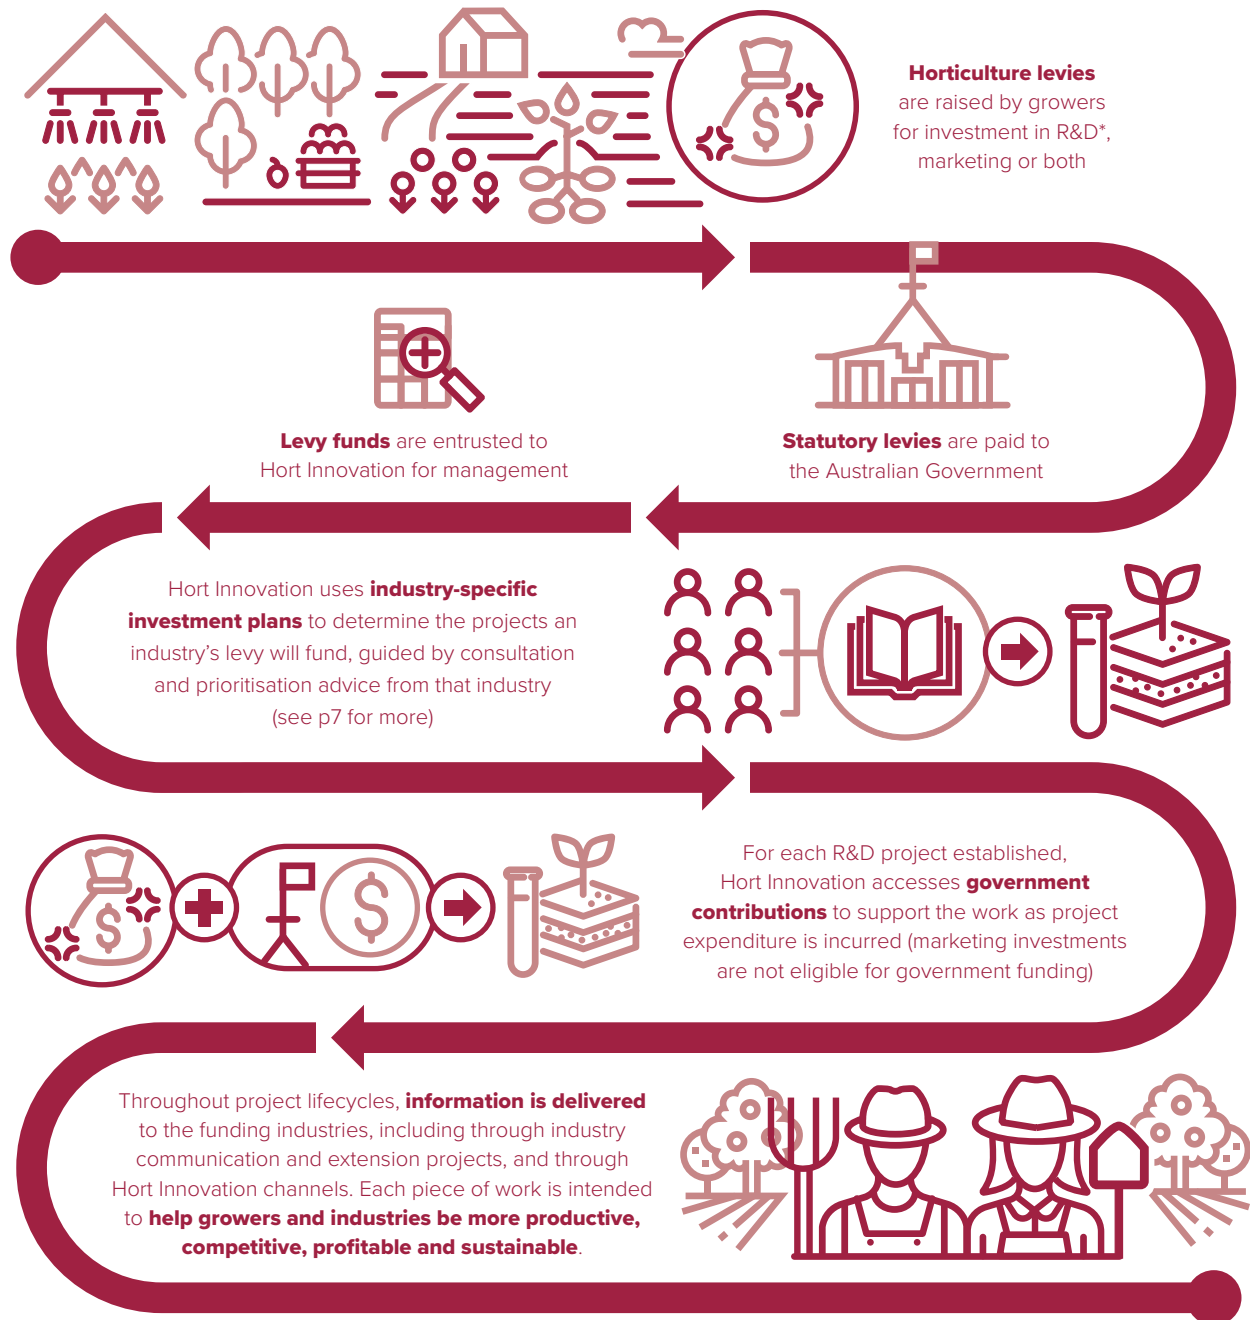 Horticulture levies
are raised by growers
for investment in R&D*,
marketing or both
Levy funds are entrusted to
Hort Innovation for management
Statutory levies are paid to
the Australian Government
Hort Innovation uses industry-specific
investment plans to determine the projects an
industry’s levy will fund, guided by consultation
and prioritisation advice from that industry
(see p7 for more)
For each R&D project established,
Hort Innovation accesses government
contributions to support the work as project
expenditure is incurred (marketing investments
are not eligible for government funding)
Throughout project lifecycles, information is delivered
to the funding industries, including through industry
communication and extension projects, and through
Hort Innovation channels. Each piece of work is intended
to help growers and industries be more productive,
competitive, profitable and sustainable.